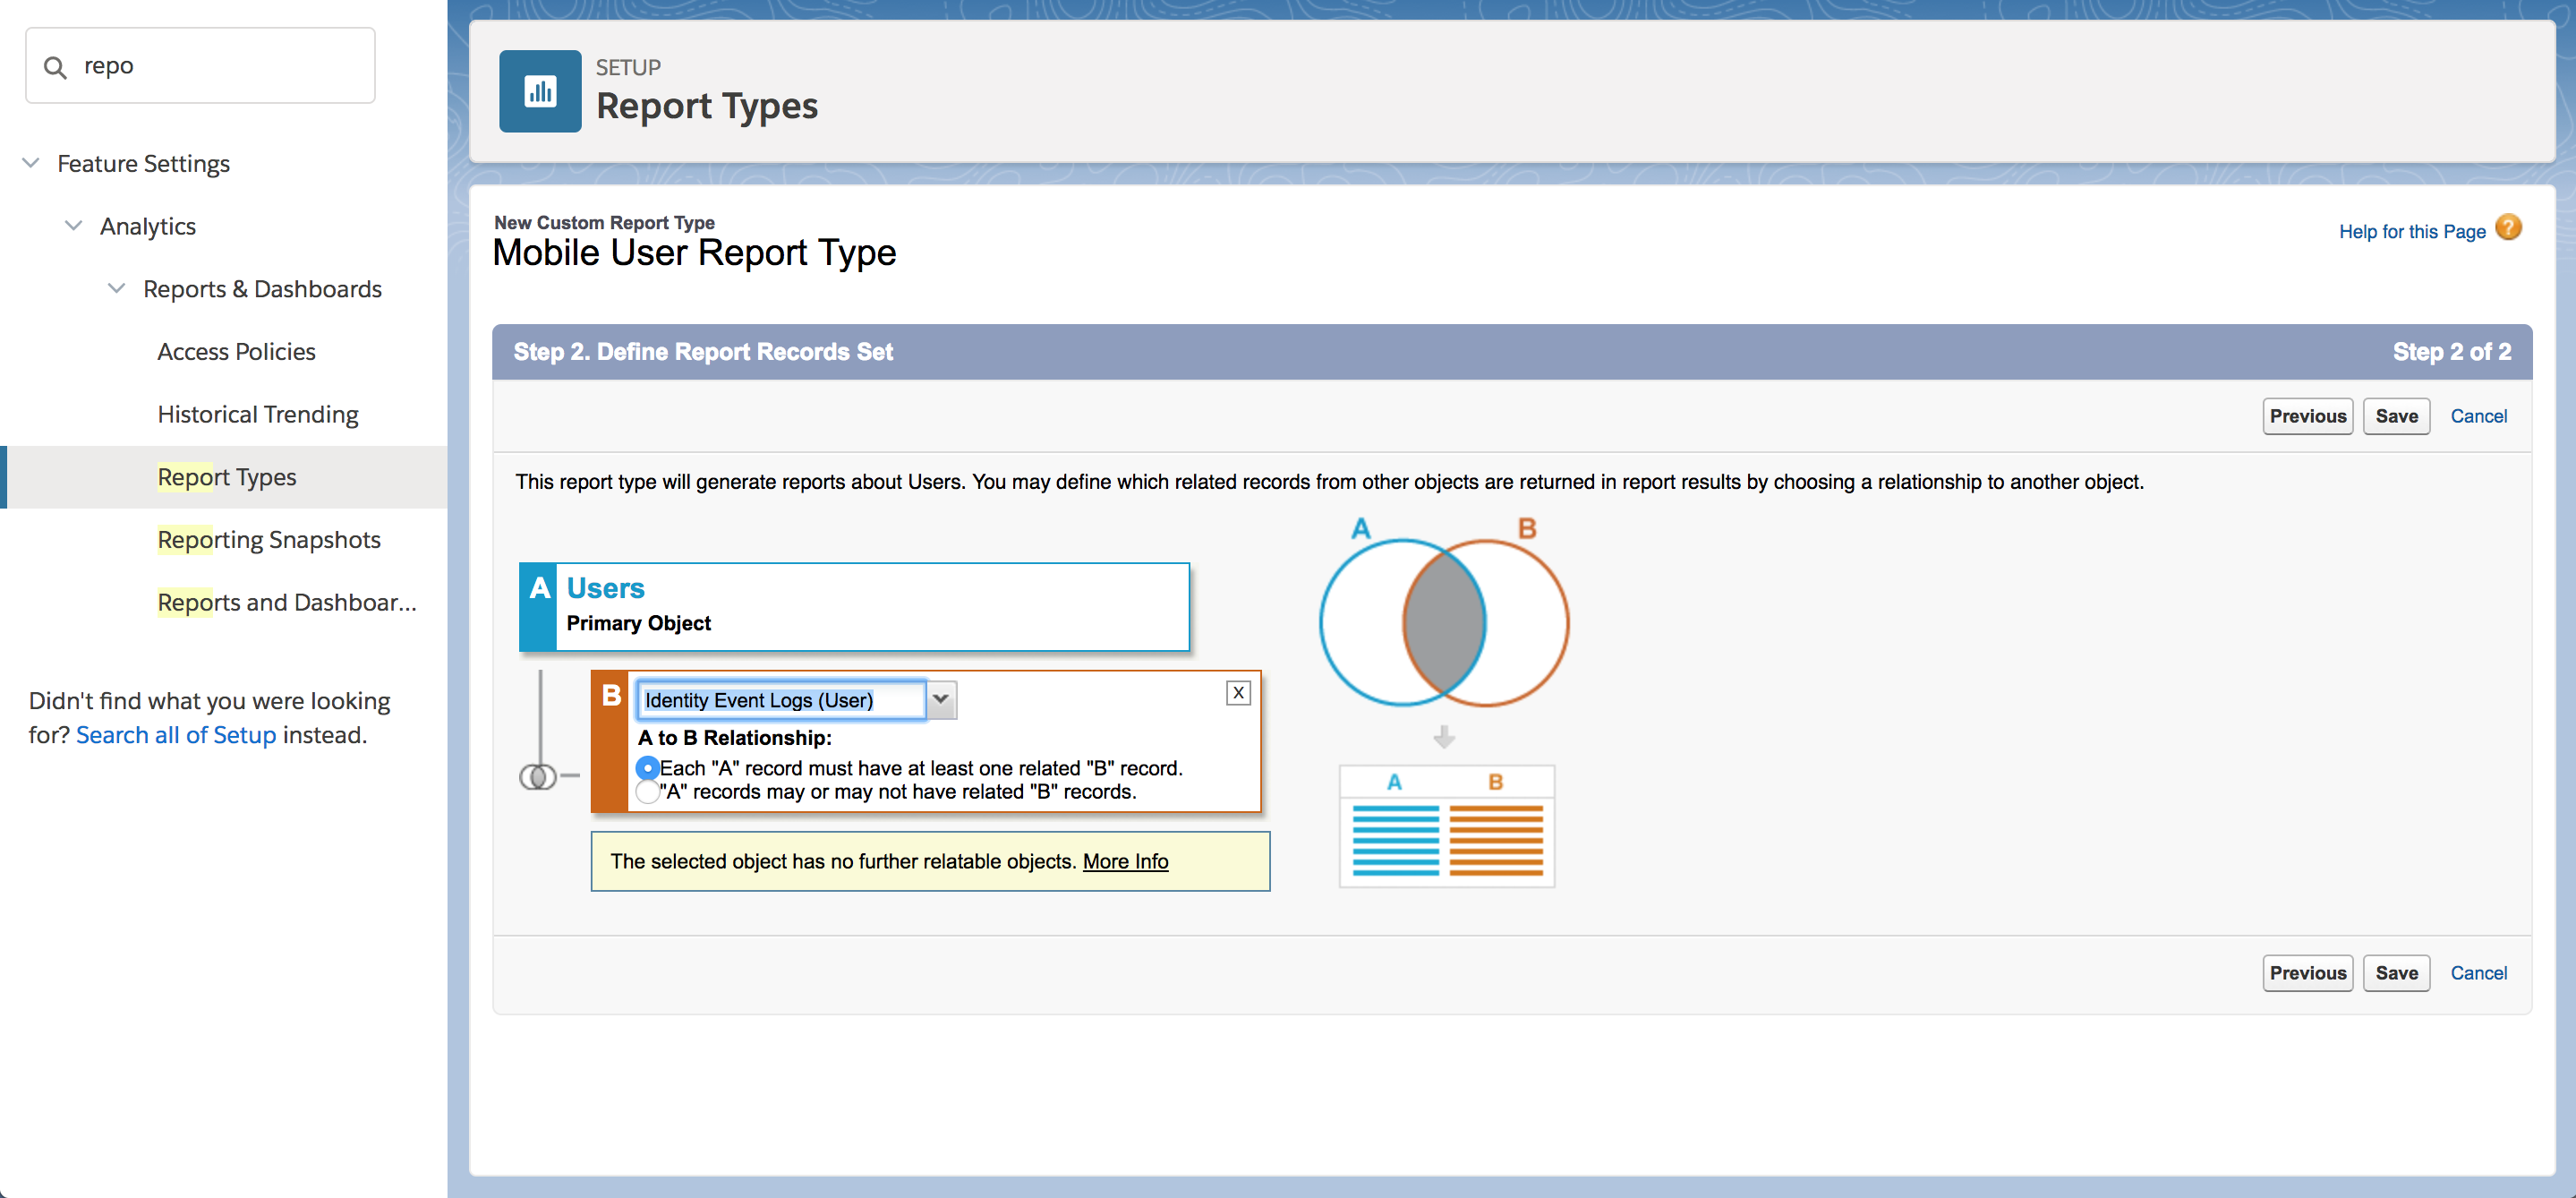 repo
Feature Settings
Analytics
Reports & Dashboards
Access Policies
Historical Trending
Report Types
Reporting Snapshots
Reports and Dashboar...
Didn't find what you were looking
for? Search all of Setup instead.
SETUP
Report Types
New Custom Report Type
Mobile User Report Type
Help for this Page ?
Step 2. Define Report Records Set
Step 2 of 2
Previous Save Cancel
This report type will generate reports about Users. You may define which related records from other objects are returned in report results by choosing a relationship to another object.
A Users
Primary Object
B Identity Event Logs (User) X
A to B Relationship:
Each "A" record must have at least one related "B" record.
"A" records may or may not have related "B" records.
The selected object has no further relatable objects. More Info
A B
A B
Previous Save Cancel